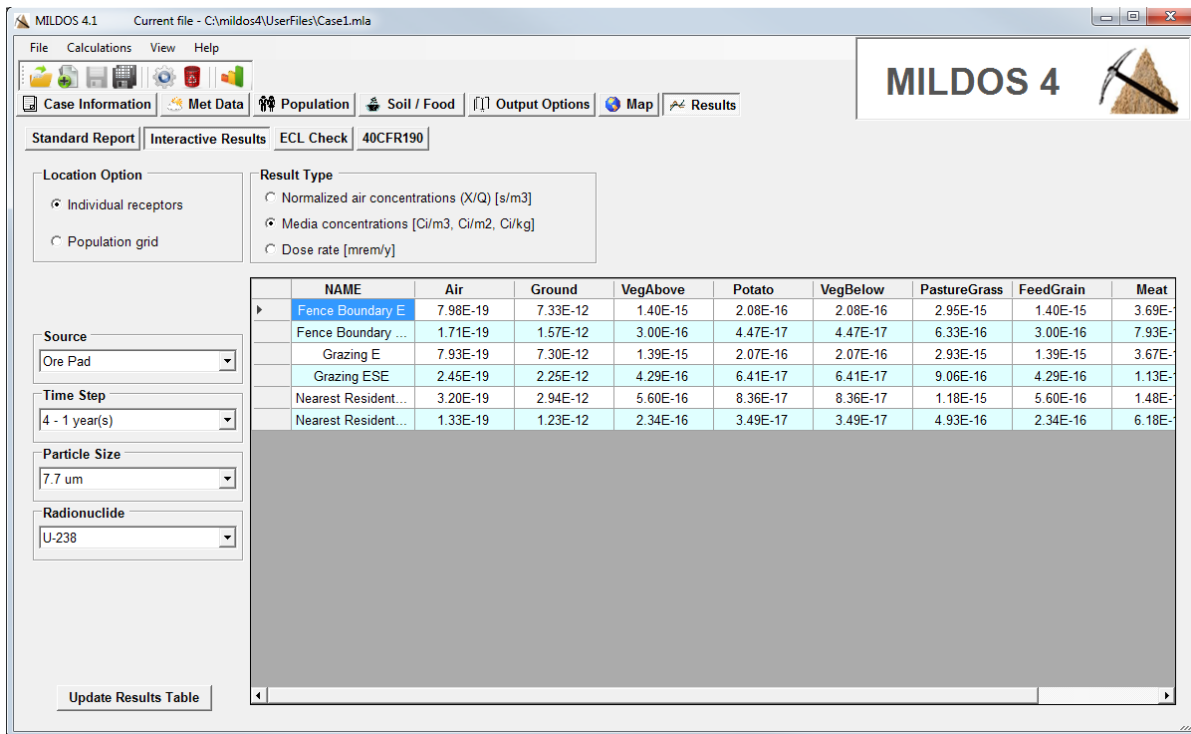 MILDOS 4.1 Current file - C:\mildos4\UserFiles\Case1.mla
File Calculations View Help
MILDOS 4
Case Information Met Data Population Soil / Food Output Options Map Results
Standard Report Interactive Results ECL Check 40CFR190
Location Option
Individual receptors
Population grid
Result Type
Normalized air concentrations (X/Q) [s/m3]
Media concentrations [Ci/m3, Ci/m2, Ci/kg]
Dose rate [mrem/y]
Source
Ore Pad
Time Step
4 - 1 year(s)
Particle Size
7.7 um
Radionuclide
U-238
Update Results Table
NAME Air Ground VegAbove Potato VegBelow PastureGrass FeedGrain Meat
Fence Boundary E 7.98E-19 7.33E-12 1.40E-15 2.08E-16 2.08E-16 2.95E-15 1.40E-15 3.69E-
Fence Boundary ... 1.71E-19 1.57E-12 3.00E-16 4.47E-17 4.47E-17 6.33E-16 3.00E-16 7.93E-
Grazing E 7.93E-19 7.30E-12 1.39E-15 2.07E-16 2.07E-16 2.93E-15 1.39E-15 3.67E-
Grazing ESE 2.45E-19 2.25E-12 4.29E-16 6.41E-17 6.41E-17 9.06E-16 4.29E-16 1.13E-
Nearest Resident... 3.20E-19 2.94E-12 5.60E-16 8.36E-17 8.36E-17 1.18E-15 5.60E-16 1.48E-
Nearest Resident... 1.33E-19 1.23E-12 2.34E-16 3.49E-17 3.49E-17 4.93E-16 2.34E-16 6.18E-